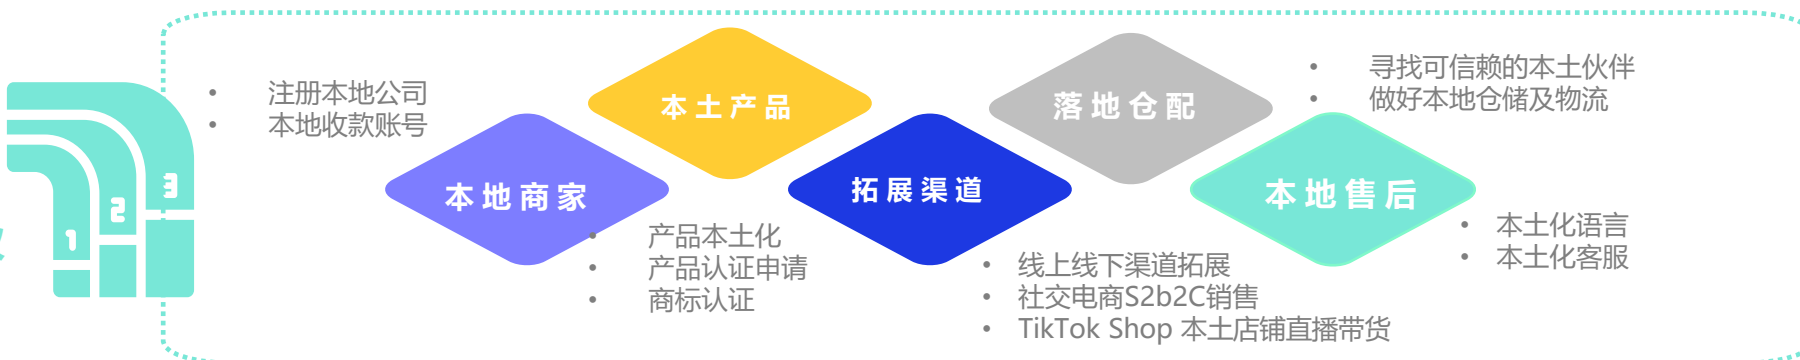 1
2
3
注册本地公司
本地收款账号
本地商家
本土产品
产品本土化
产品认证申请
商标认证
拓展渠道
线上线下渠道拓展
社交电商S2b2C销售
TikTok Shop 本土店铺直播带货
落地仓配
寻找可信赖的本土伙伴
做好本地仓储及物流
本地售后
本土化语言
本土化客服